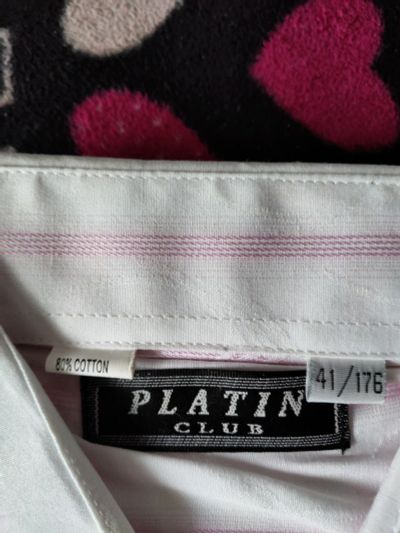 80% COTTON
41/176
PLATIN
CLUB